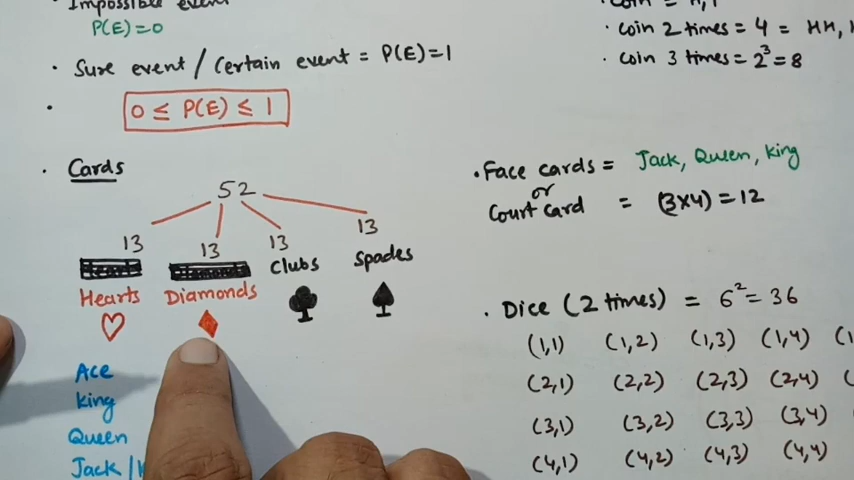 Impossible event
P(E)=0
· Sure event / Certain event = P(E)=1
· 0 ≤ P(E) ≤ 1
· Cards
52
13 13 13 13
Clubs Spades
Hearts Diamonds
Ace
King
Queen
Jack /
· coin 2 times = 4 = HH,
· coin 3 times = 2³ = 8
· Face cards = Jack, Queen, King
or
Court card = (3×4) = 12
· Dice (2 times) = 6² = 36
(1,1) (1,2) (1,3) (1,4)
(2,1) (2,2) (2,3) (2,4)
(3,1) (3,2) (3,3) (3,4)
(4,1) (4,2) (4,3) (4,4)